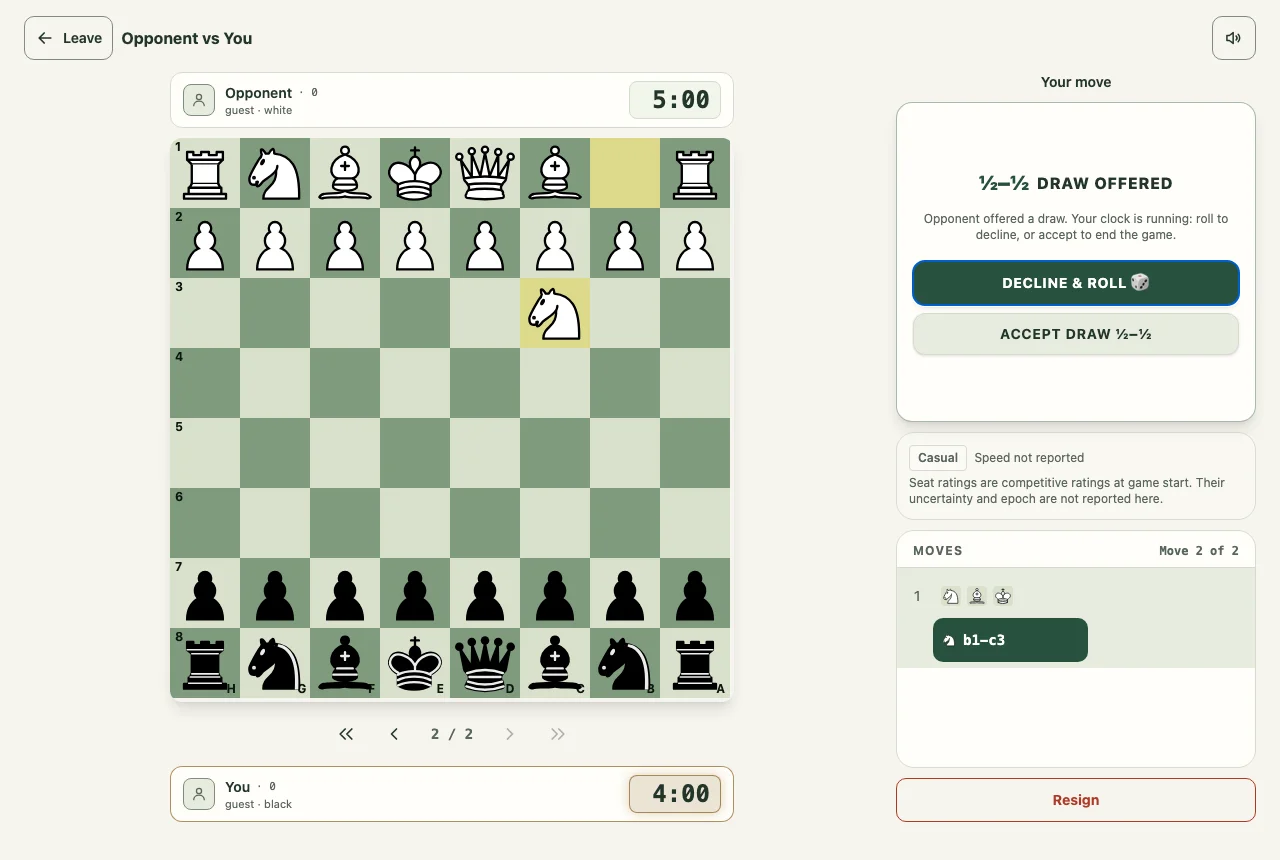 Leave
Opponent vs You
Opponent · 0
guest · white
5:00
1
2
3
4
5
6
7
8
H G F E D C B A
2 / 2
You · 0
guest · black
4:00
Your move
½–½ DRAW OFFERED
Opponent offered a draw. Your clock is running: roll to
decline, or accept to end the game.
DECLINE & ROLL 🎲
ACCEPT DRAW ½–½
Casual Speed not reported
Seat ratings are competitive ratings at game start. Their
uncertainty and epoch are not reported here.
MOVES Move 2 of 2
1
♞ b1–c3
Resign